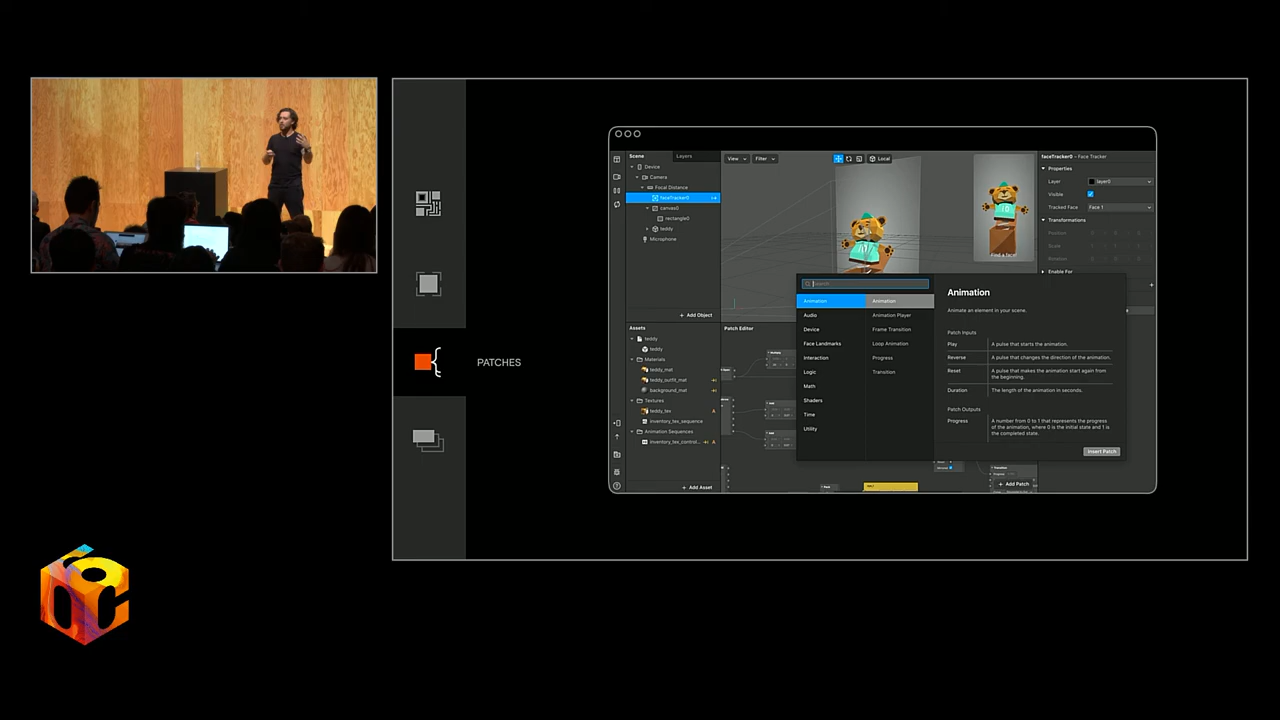 PATCHES
Scene
Layers
Device
Camera
Focal Distance
faceTracker0
canvas0
rectangle0
teddy
Microphone
+ Add Object
Assets
teddy
teddy
Materials
teddy_mat
teddy_outfit_mat
background_mat
Textures
teddy_tex
inventory_tex_sequence
Animation Sequences
inventory_tex_control...
+ Add Asset
View
Filter
Local
Find a face
Patch Editor
Search
Animation
Audio
Device
Face Landmarks
Interaction
Logic
Math
Shaders
Time
Utility
Animation
Animation Player
Frame Transition
Loop Animation
Progress
Transition
Animation
Animate an element in your scene.
Patch Inputs
Play A pulse that starts the animation.
Reverse A pulse that changes the direction of the animation.
Reset A pulse that makes the animation start again from
the beginning.
Duration The length of the animation in seconds.
Patch Outputs
Progress A number from 0 to 1 that represents the progress
of the animation, where 0 is the initial state and 1 is
the completed state.
Insert Patch
+ Add Patch
faceTracker0 – Face Tracker
Properties
Layer layer0
Visible
Tracked Face Face 1
Transformations
Position
Scale
Rotation
Enable For